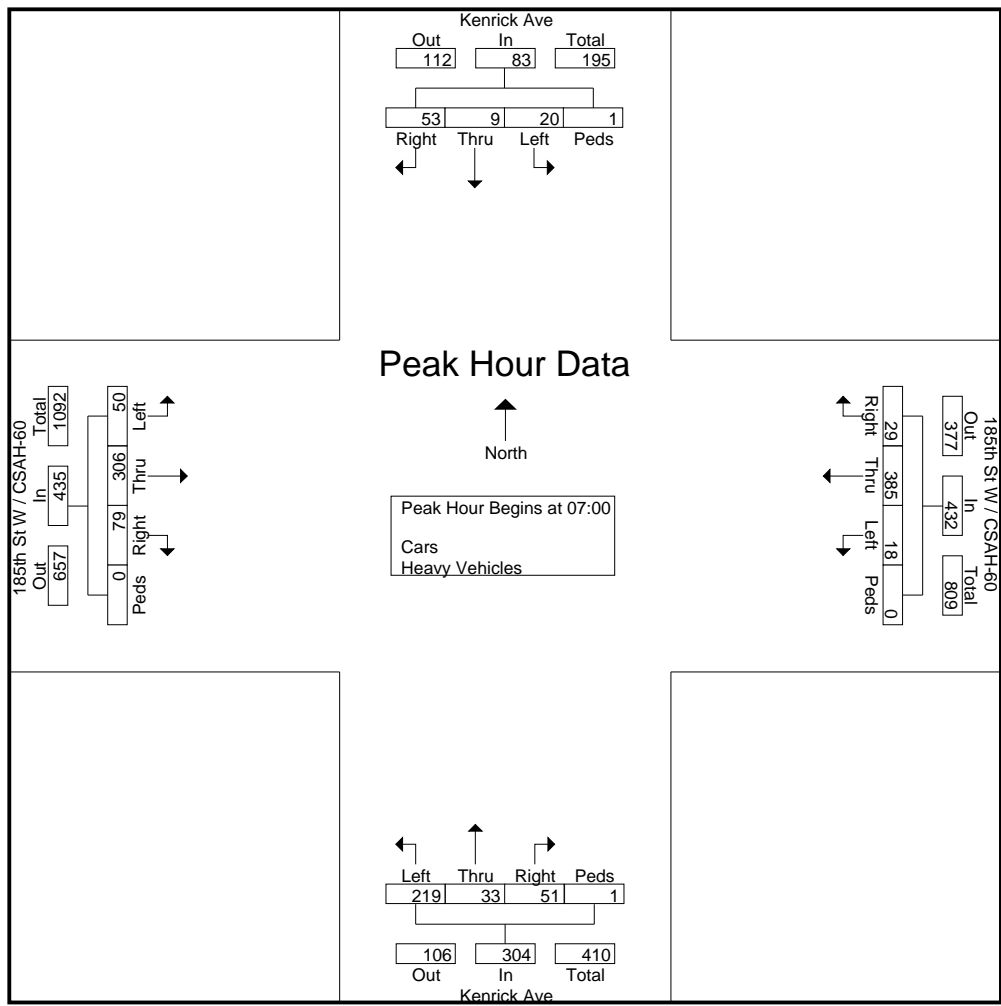 Kenrick Ave
Out In Total
112 83 195
53 9 20 1
Right Thru Left Peds
Peak Hour Data
North
Peak Hour Begins at 07:00
Cars
Heavy Vehicles
185th St W / CSAH-60
Total In Out
1092 435 657
50 306 79 0
Left Thru Right Peds
185th St W / CSAH-60
Out In Total
377 432 809
29 385 18 0
Right Thru Left Peds
Left Thru Right Peds
219 33 51 1
106 304 410
Out In Total
Kenrick Ave